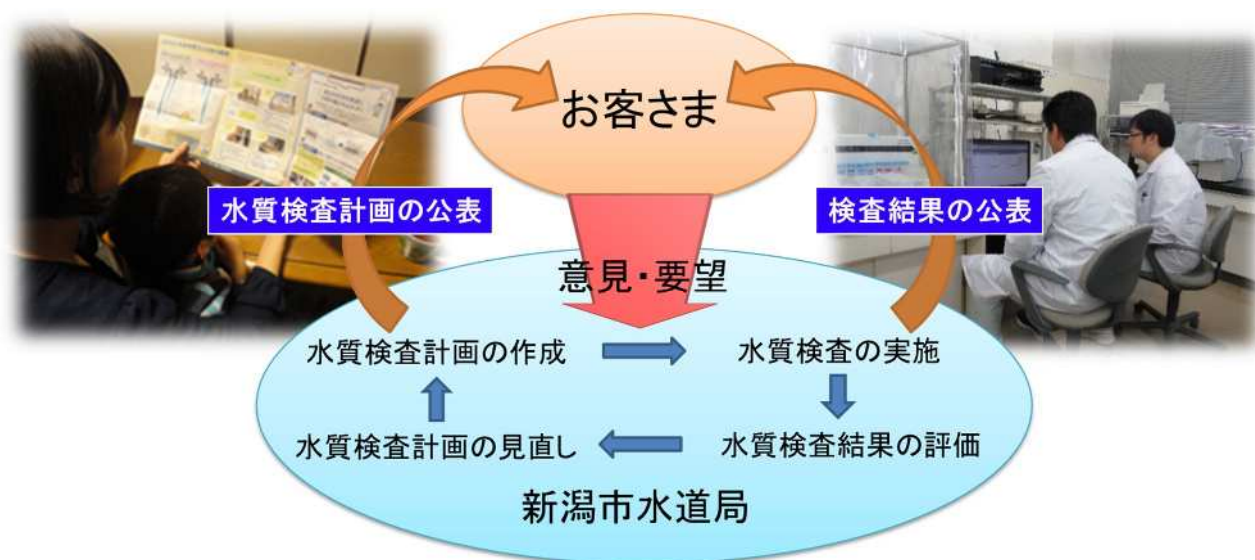 お客さま
水質検査計画の公表
検査結果の公表
意見・要望
水質検査計画の作成
水質検査の実施
水質検査計画の見直し
水質検査結果の評価
新潟市水道局